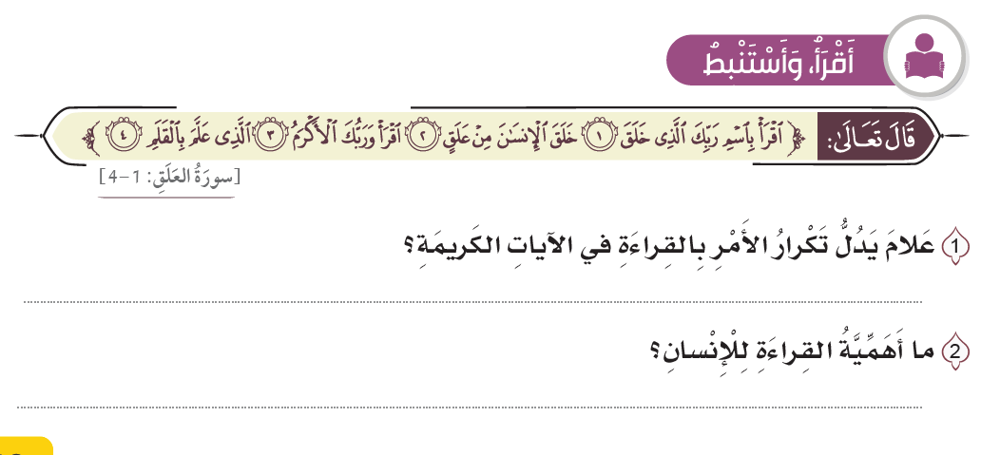 أَقْرَأُ، وَأَسْتَنْبِطُ
قَالَ تَعَالَىٰ: ﴿ ٱقْرَأْ بِٱسْمِ رَبِّكَ ٱلَّذِى خَلَقَ ١ خَلَقَ ٱلْإِنسَٰنَ مِنْ عَلَقٍ ٢ ٱقْرَأْ وَرَبُّكَ ٱلْأَكْرَمُ ٣ ٱلَّذِى عَلَّمَ بِٱلْقَلَمِ ٤ ﴾
[سورَةُ العَلَقِ: 1-4]
1 عَلامَ يَدُلُّ تَكْرارُ الأَمْرِ بِالقِراءَةِ في الآياتِ الكَريمَةِ؟
2 ما أَهَمِّيَّةُ القِراءَةِ لِلْإِنْسانِ؟